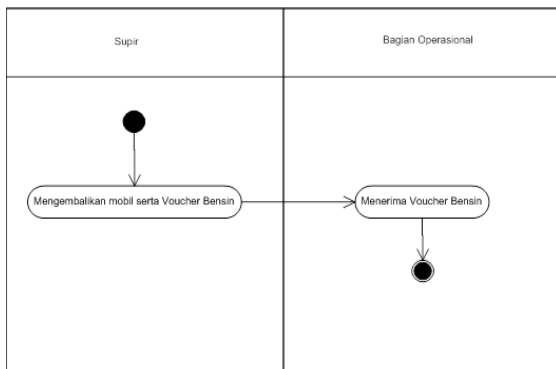 Supir
Bagian Operasional
Mengembalikan mobil serta Voucher Bensin
Menerima Voucher Bensin